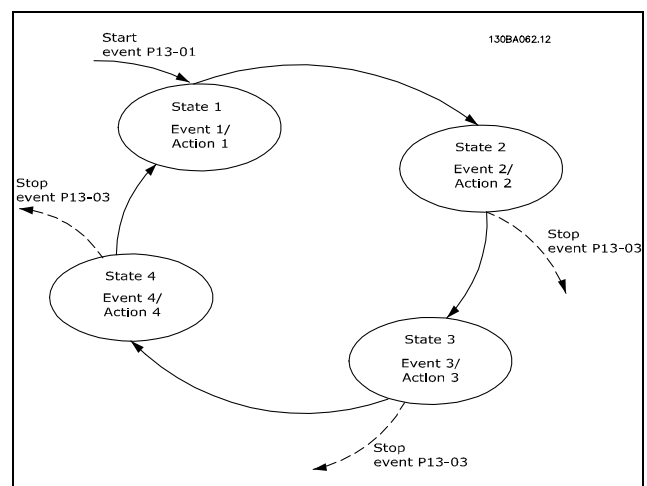 Start
event P13-01
130BA062.12
State 1
Event 1/
Action 1
State 2
Event 2/
Action 2
Stop
event P13-03
Stop
event P13-03
State 4
Event 4/
Action 4
State 3
Event 3/
Action 3
Stop
event P13-03